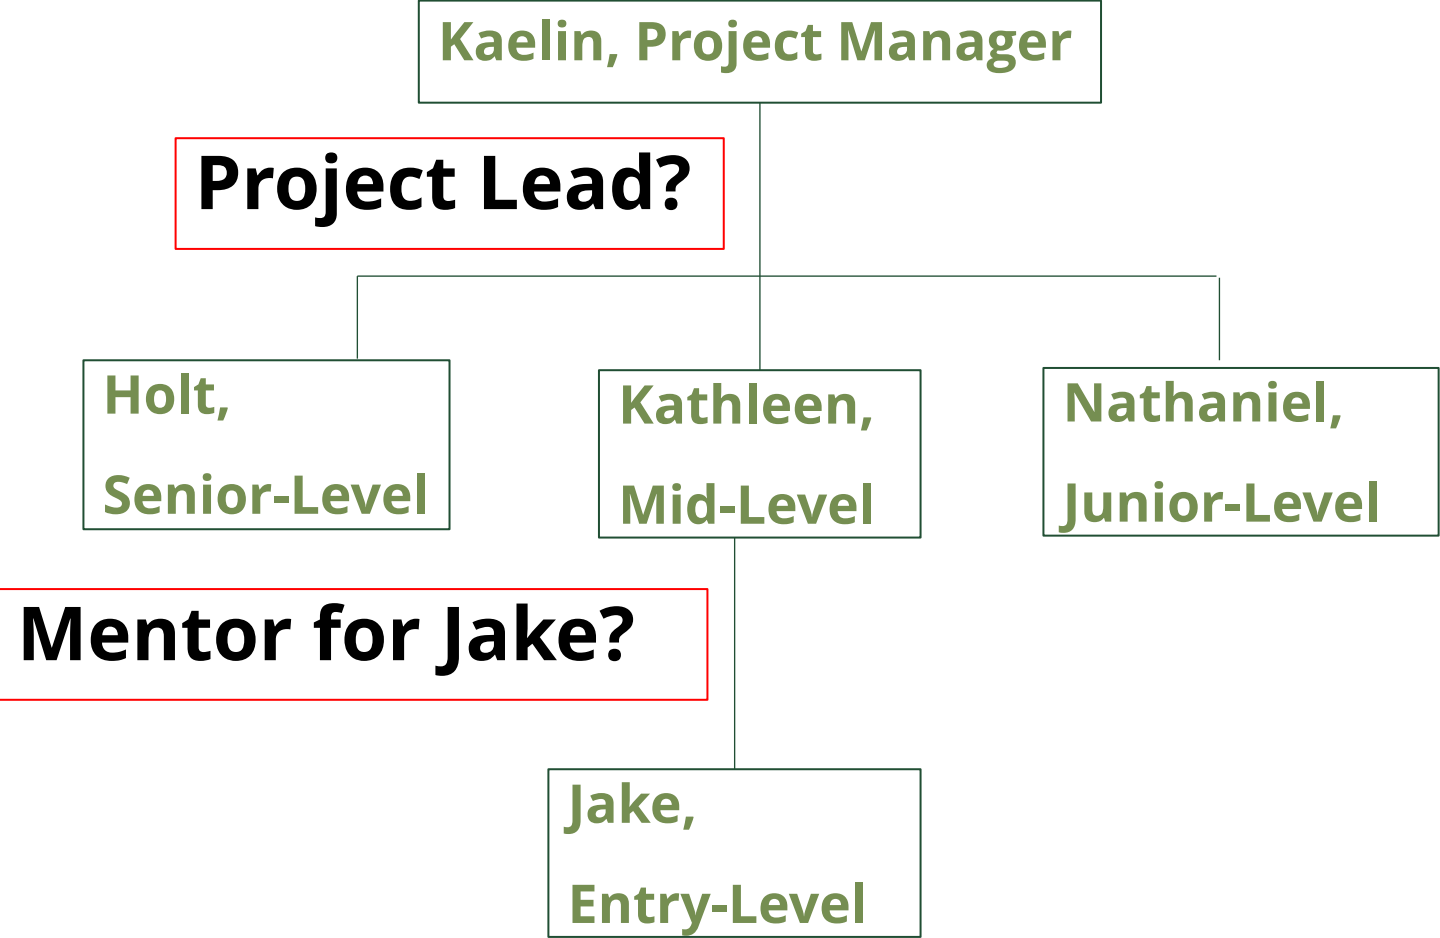 Kaelin, Project Manager
Project Lead?
Holt,
Senior-Level
Kathleen,
Mid-Level
Nathaniel,
Junior-Level
Mentor for Jake?
Jake,
Entry-Level